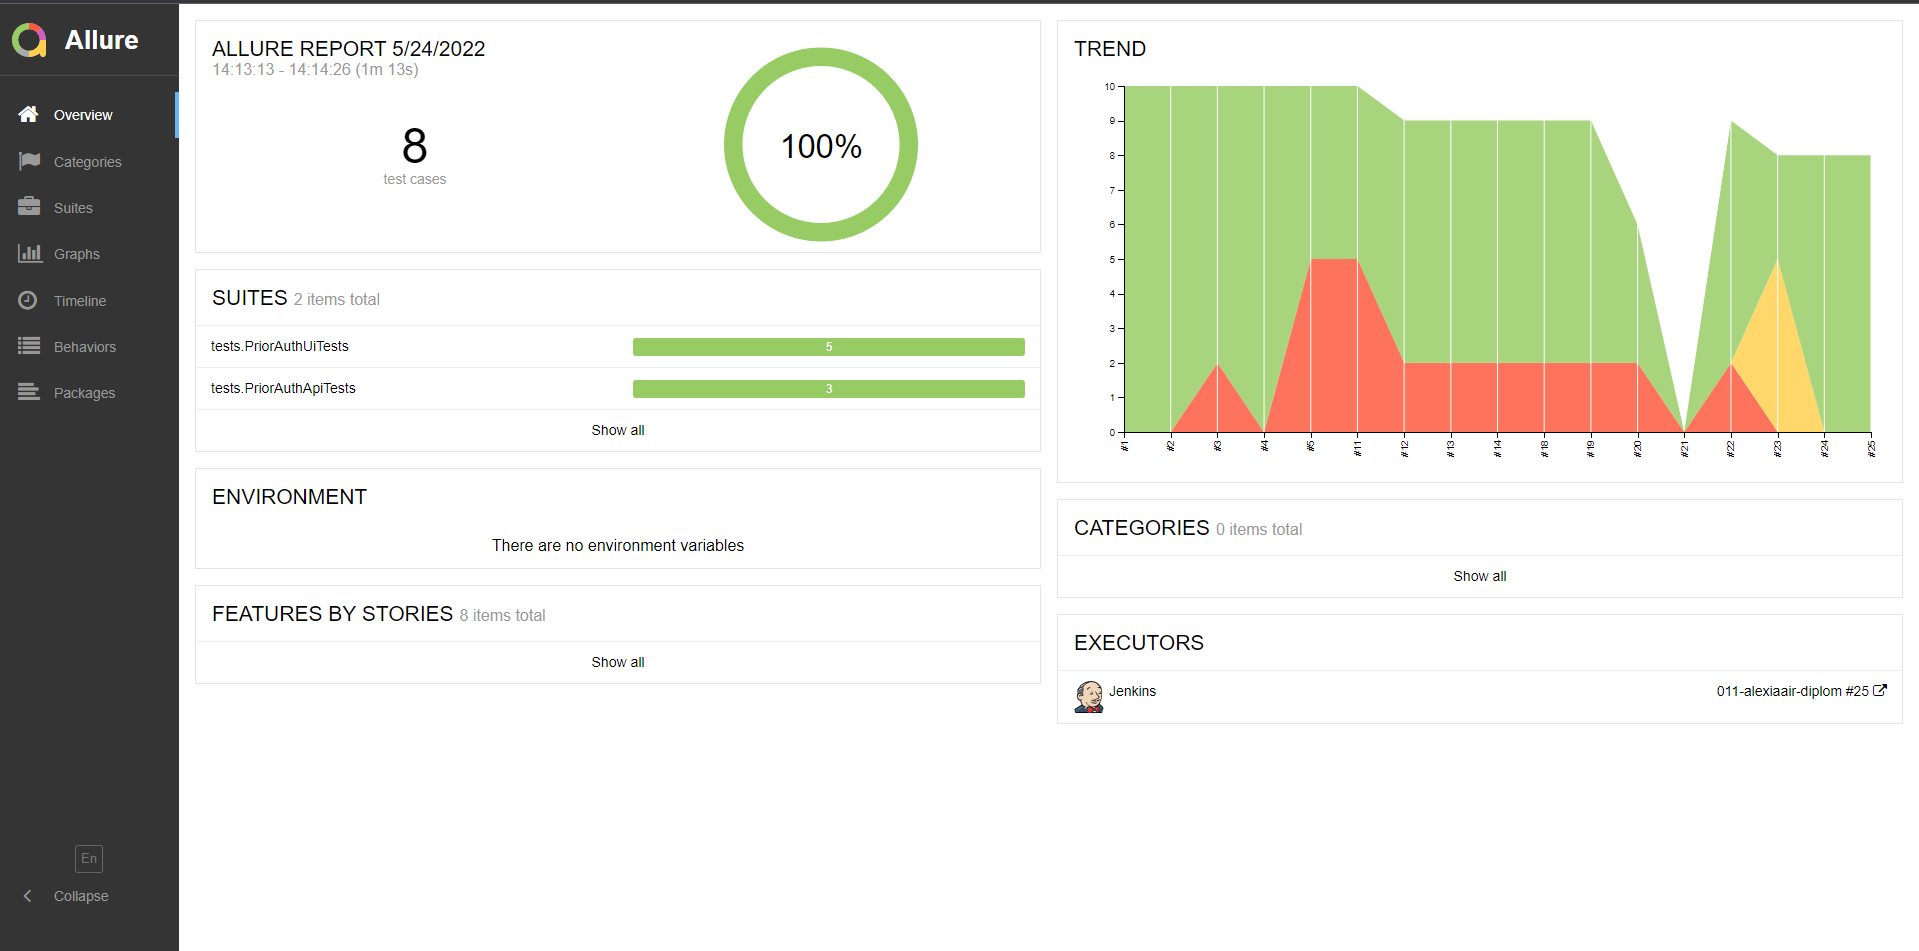 Allure
Overview
Categories
Suites
Graphs
Timeline
Behaviors
Packages
En
Collapse
ALLURE REPORT 5/24/2022
14:13:13 - 14:14:26 (1m 13s)
8
test cases
100%
SUITES 2 items total
tests.PriorAuthUiTests 5
tests.PriorAuthApiTests 3
Show all
ENVIRONMENT
There are no environment variables
FEATURES BY STORIES 8 items total
Show all
TREND
10
9
8
7
6
5
4
3
2
1
0
#1 #2 #3 #4 #5 #11 #12 #13 #14 #18 #19 #20 #21 #22 #23 #24 #25
CATEGORIES 0 items total
Show all
EXECUTORS
Jenkins 011-alexiaair-diplom #25